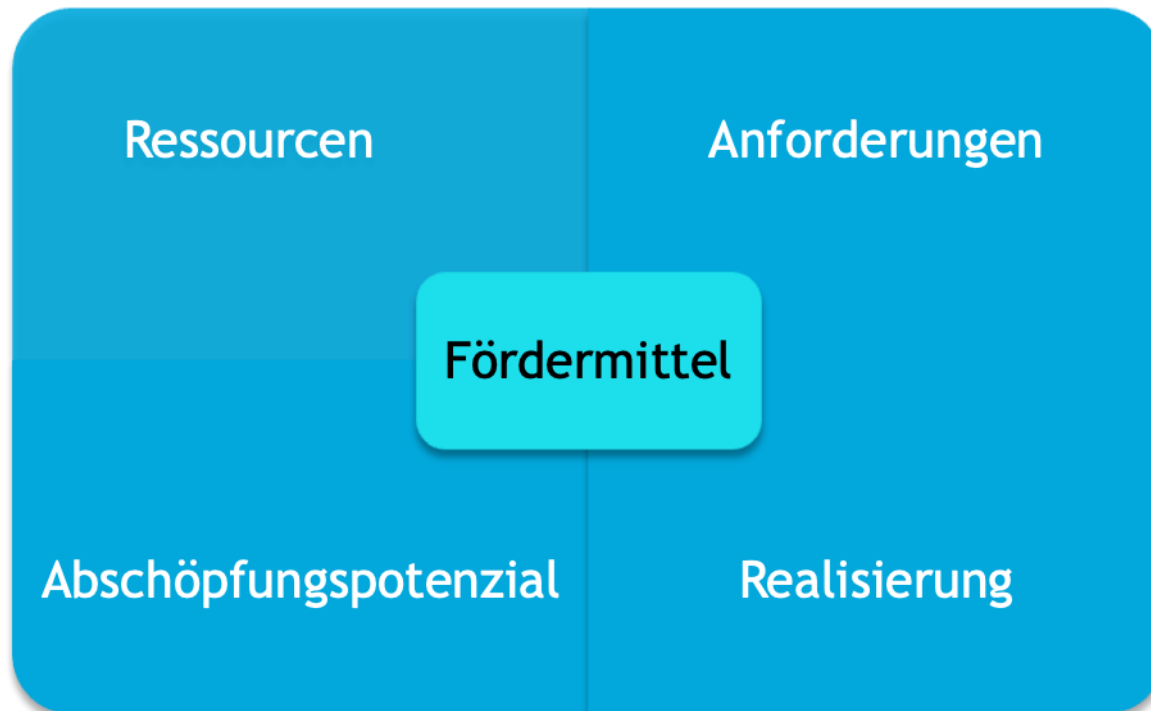 Ressourcen
Anforderungen
Fördermittel
Abschöpfungspotenzial
Realisierung